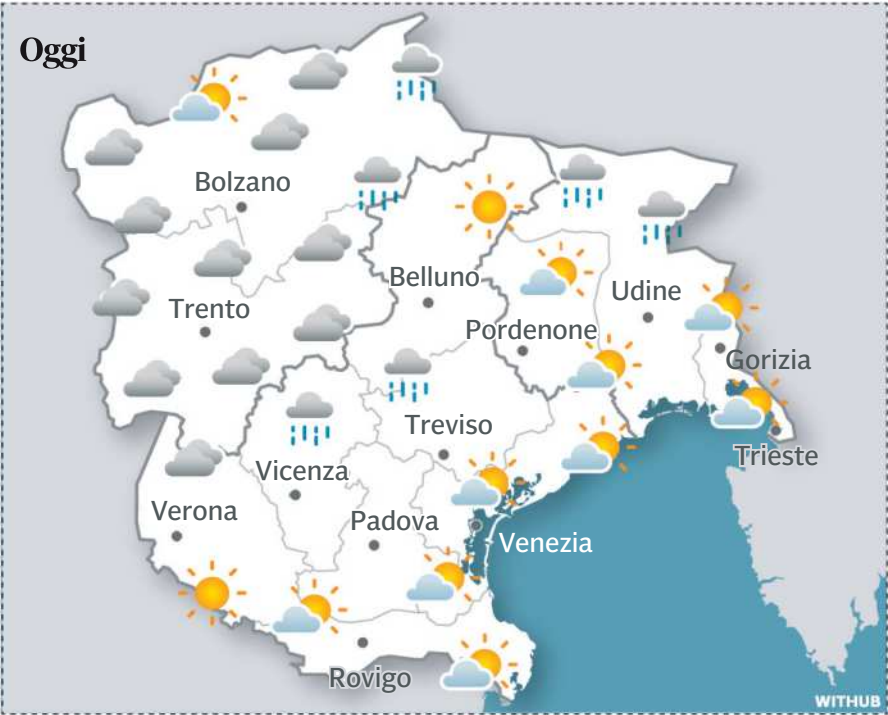 Oggi
Bolzano
Belluno
Udine
Trento
Pordenone
Gorizia
Treviso
Trieste
Vicenza
Verona
Padova
Venezia
Rovigo
WITHUB